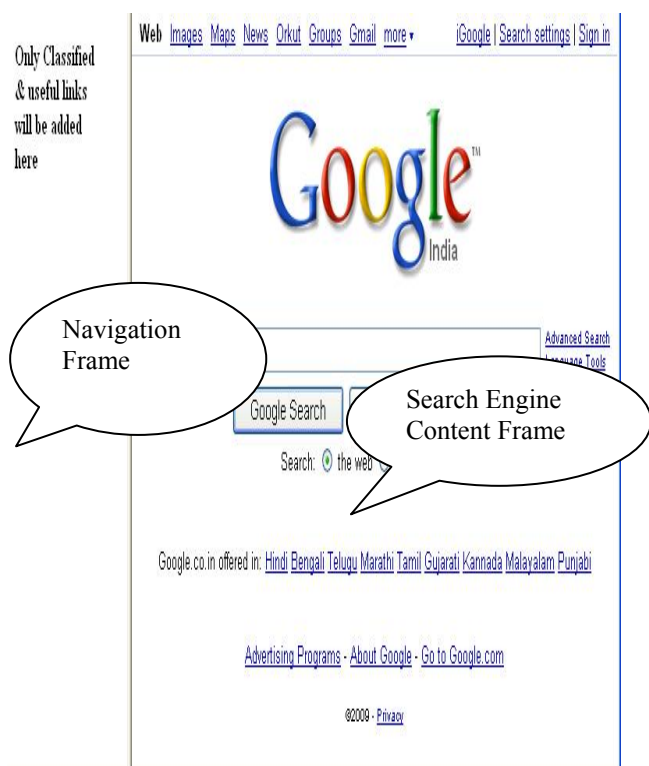 Only Classified
& useful links
will be added
here
Web Images Maps News Orkut Groups Gmail more ▾ iGoogle | Search settings | Sign in
Google™
India
Navigation
Frame
Advanced Search
Language Tools
Google Search
Search Engine
Content Frame
Search: the web
Google.co.in offered in: Hindi Bengali Telugu Marathi Tamil Gujarati Kannada Malayalam Punjabi
Advertising Programs - About Google - Go to Google.com
©2009 - Privacy